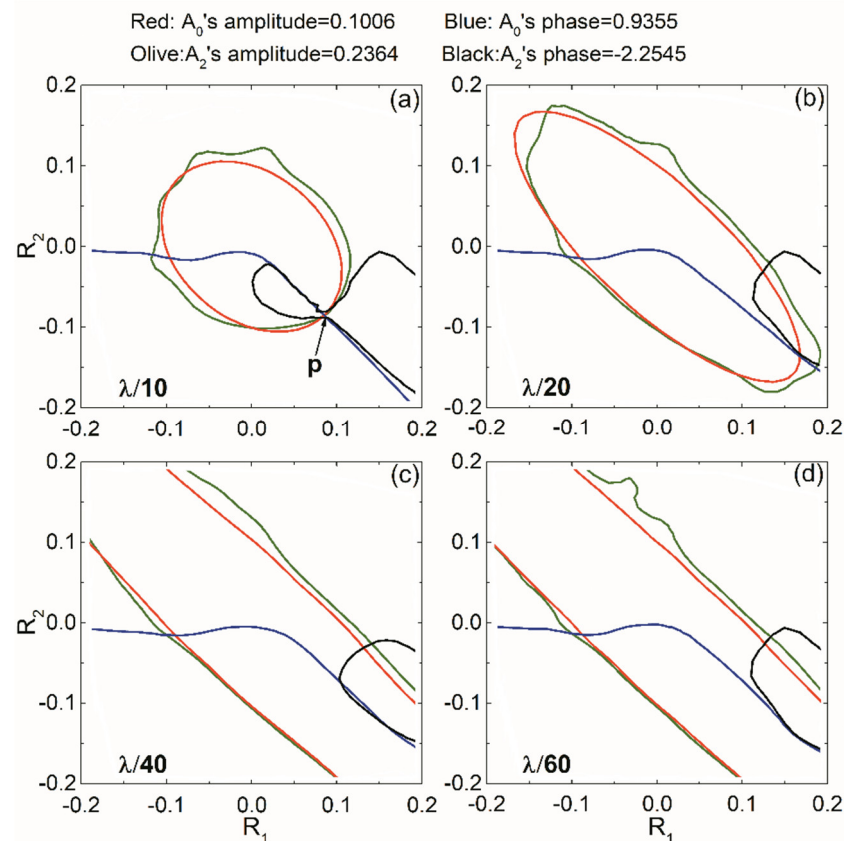 Red: A0's amplitude=0.1006 Blue: A0's phase=0.9355
Olive:A2's amplitude=0.2364 Black:A2's phase=-2.2545
0.2 (a) 0.2 (b)
0.1 0.1
R2 0.0 0.0
-0.1 -0.1
p
λ/10 λ/20
-0.2 -0.2
-0.2 -0.1 0.0 0.1 0.2 -0.2 -0.1 0.0 0.1 0.2
0.2 (c) 0.2 (d)
0.1 0.1
R2 0.0 0.0
-0.1 -0.1
λ/40 λ/60
-0.2 -0.2
-0.2 -0.1 0.0 0.1 0.2 -0.2 -0.1 0.0 0.1 0.2
R1 R1